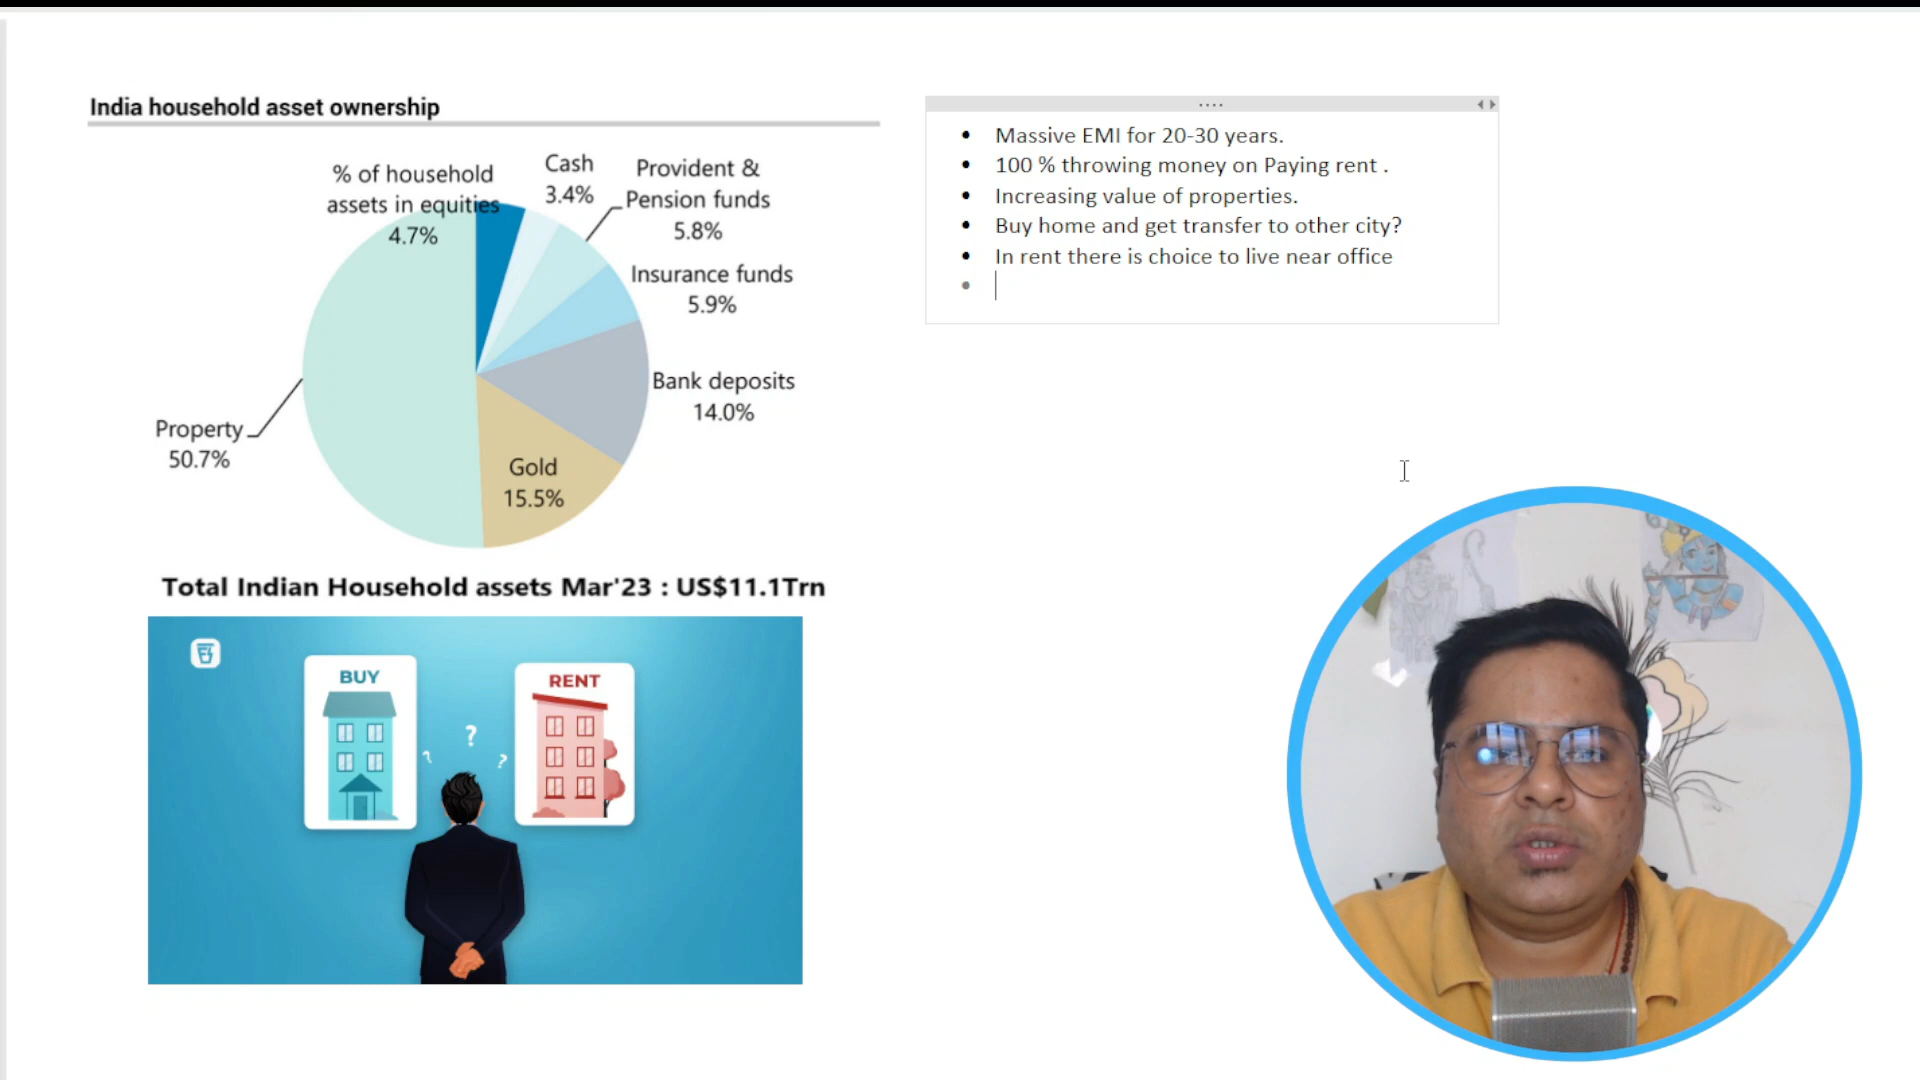 India household asset ownership
% of household
assets in equities
4.7%
Cash
3.4%
Provident &
Pension funds
5.8%
Insurance funds
5.9%
Bank deposits
14.0%
Gold
15.5%
Property
50.7%
Total Indian Household assets Mar'23 : US$11.1Trn
BUY
RENT
?
?
?
• Massive EMI for 20-30 years.
• 100 % throwing money on Paying rent .
• Increasing value of properties.
• Buy home and get transfer to other city?
• In rent there is choice to live near office